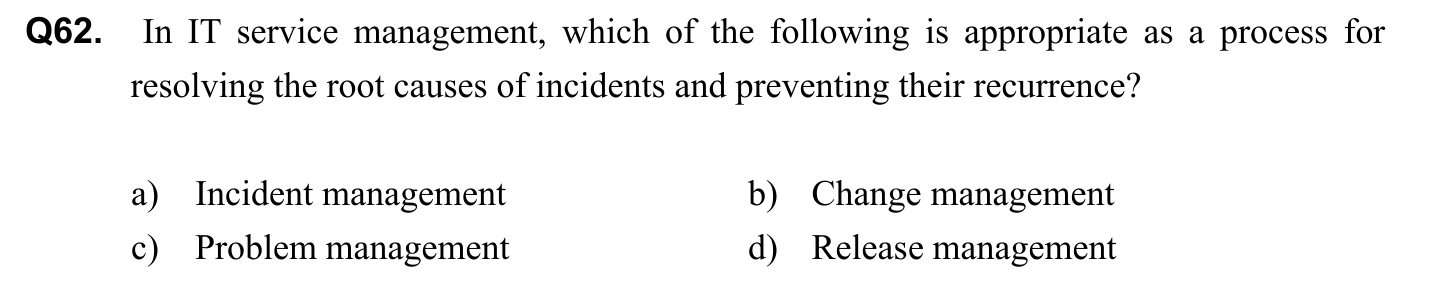 Q62. In IT service management, which of the following is appropriate as a process for
resolving the root causes of incidents and preventing their recurrence?
a) Incident management b) Change management
c) Problem management d) Release management